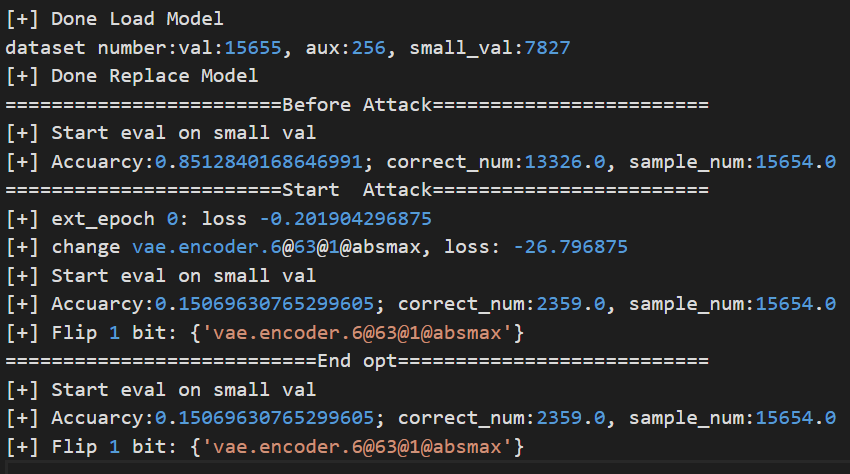 [+] Done Load Model
dataset number:val:15655, aux:256, small_val:7827
[+] Done Replace Model
========================Before Attack========================
[+] Start eval on small val
[+] Accuarcy:0.8512840168646991; correct_num:13326.0, sample_num:15654.0
========================Start  Attack========================
[+] ext_epoch 0: loss -0.201904296875
[+] change vae.encoder.6@63@1@absmax, loss: -26.796875
[+] Start eval on small val
[+] Accuarcy:0.15069630765299605; correct_num:2359.0, sample_num:15654.0
[+] Flip 1 bit: {'vae.encoder.6@63@1@absmax'}
===========================End opt===========================
[+] Start eval on small val
[+] Accuarcy:0.15069630765299605; correct_num:2359.0, sample_num:15654.0
[+] Flip 1 bit: {'vae.encoder.6@63@1@absmax'}